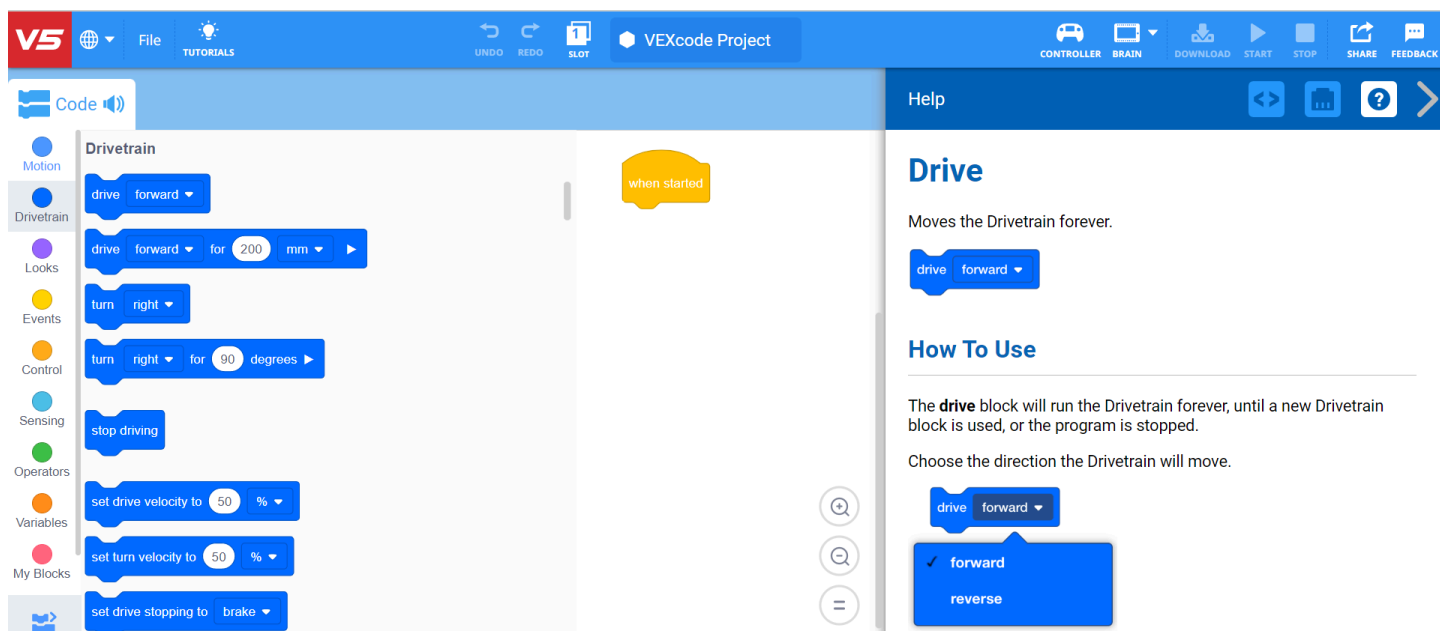 V5
File
TUTORIALS
UNDO
REDO
1
SLOT
VEXcode Project
CONTROLLER
BRAIN
DOWNLOAD
START
STOP
SHARE
FEEDBACK
Code
Motion
Drivetrain
Looks
Events
Control
Sensing
Operators
Variables
My Blocks
Drivetrain
drive forward
drive forward for 200 mm
turn right
turn right for 90 degrees
stop driving
set drive velocity to 50 %
set turn velocity to 50 %
set drive stopping to brake
when started
Help
Drive
Moves the Drivetrain forever.
drive forward
How To Use
The drive block will run the Drivetrain forever, until a new Drivetrain
block is used, or the program is stopped.
Choose the direction the Drivetrain will move.
drive forward
forward
reverse